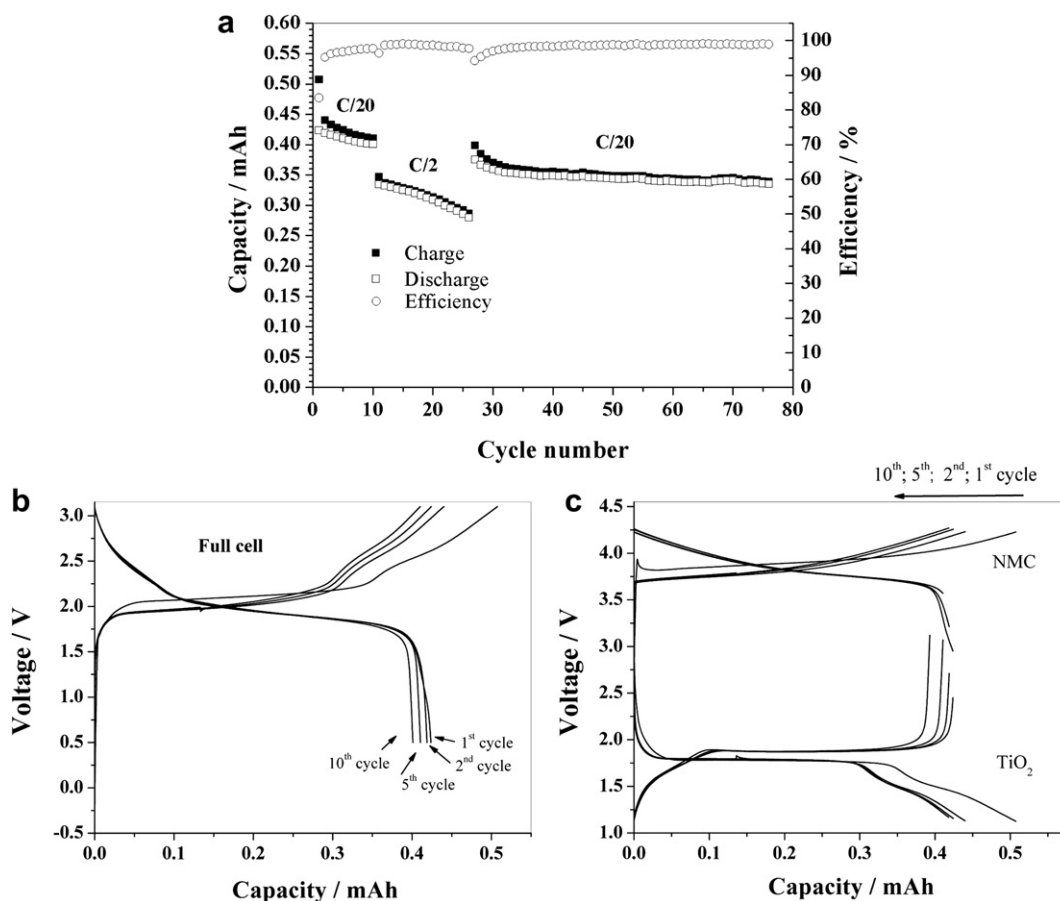 a
0.60
0.55
0.50
0.45
0.40
0.35
0.30
0.25
0.20
0.15
0.10
0.05
0.00
Capacity / mAh
100
90
80
70
60
50
40
30
20
10
0
Efficiency / %
C/20
C/2
C/20
Charge
Discharge
Efficiency
0 10 20 30 40 50 60 70 80
Cycle number
b
3.0
2.5
2.0
1.5
1.0
0.5
0.0
-0.5
Voltage / V
Full cell
1st cycle
10th cycle
2nd cycle
5th cycle
0.0 0.1 0.2 0.3 0.4 0.5
Capacity / mAh
10th; 5th; 2nd; 1st cycle
c
4.5
4.0
3.5
3.0
2.5
2.0
1.5
1.0
Voltage / V
NMC
TiO2
0.0 0.1 0.2 0.3 0.4 0.5
Capacity / mAh